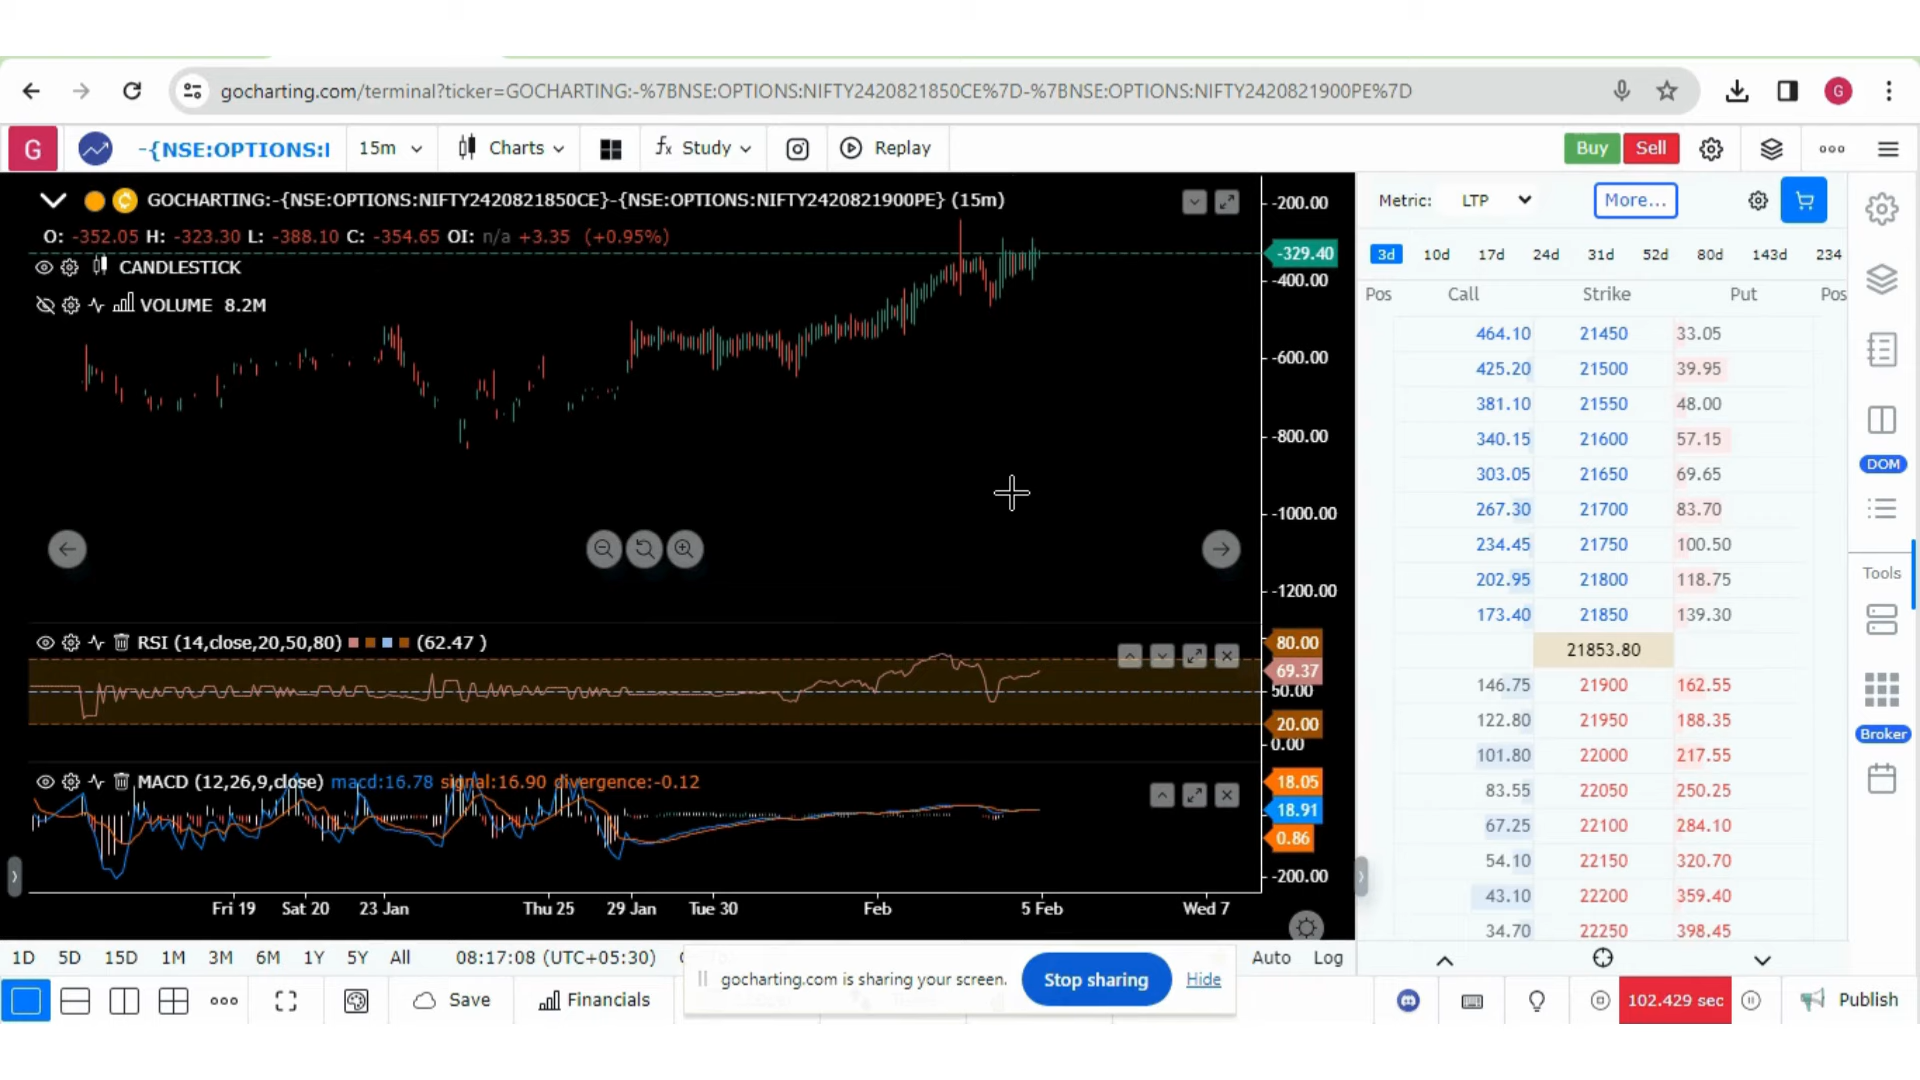 gocharting.com/terminal?ticker=GOCHARTING:-%7BNSE:OPTIONS:NIFTY2420821850CE%7D-%7BNSE:OPTIONS:NIFTY2420821900PE%7D
G
G -{NSE:OPTIONS:I 15m Charts fx Study Replay Buy Sell
GOCHARTING:-{NSE:OPTIONS:NIFTY2420821850CE}-{NSE:OPTIONS:NIFTY2420821900PE} (15m)
O: -352.05 H: -323.30 L: -388.10 C: -354.65 OI: n/a +3.35 (+0.95%)
CANDLESTICK
VOLUME 8.2M
-200.00
-329.40
-400.00
-600.00
-800.00
-1000.00
-1200.00
RSI (14,close,20,50,80) (62.47 )
80.00
69.37
50.00
20.00
0.00
MACD (12,26,9,close) macd:16.78 signal:16.90 divergence:-0.12
18.05
18.91
0.86
-200.00
Fri 19 Sat 20 23 Jan Thu 25 29 Jan Tue 30 Feb 5 Feb Wed 7
Metric: LTP More...
3d 10d 17d 24d 31d 52d 80d 143d 234
Pos Call Strike Put Pos
464.10 21450 33.05
425.20 21500 39.95
381.10 21550 48.00
340.15 21600 57.15
303.05 21650 69.65
267.30 21700 83.70
234.45 21750 100.50
202.95 21800 118.75
173.40 21850 139.30
21853.80
146.75 21900 162.55
122.80 21950 188.35
101.80 22000 217.55
83.55 22050 250.25
67.25 22100 284.10
54.10 22150 320.70
43.10 22200 359.40
34.70 22250 398.45
DOM
Tools
Broker
1D 5D 15D 1M 3M 6M 1Y 5Y All 08:17:08 (UTC+05:30) Auto Log
gocharting.com is sharing your screen. Stop sharing Hide
Save Financials 102.429 sec Publish